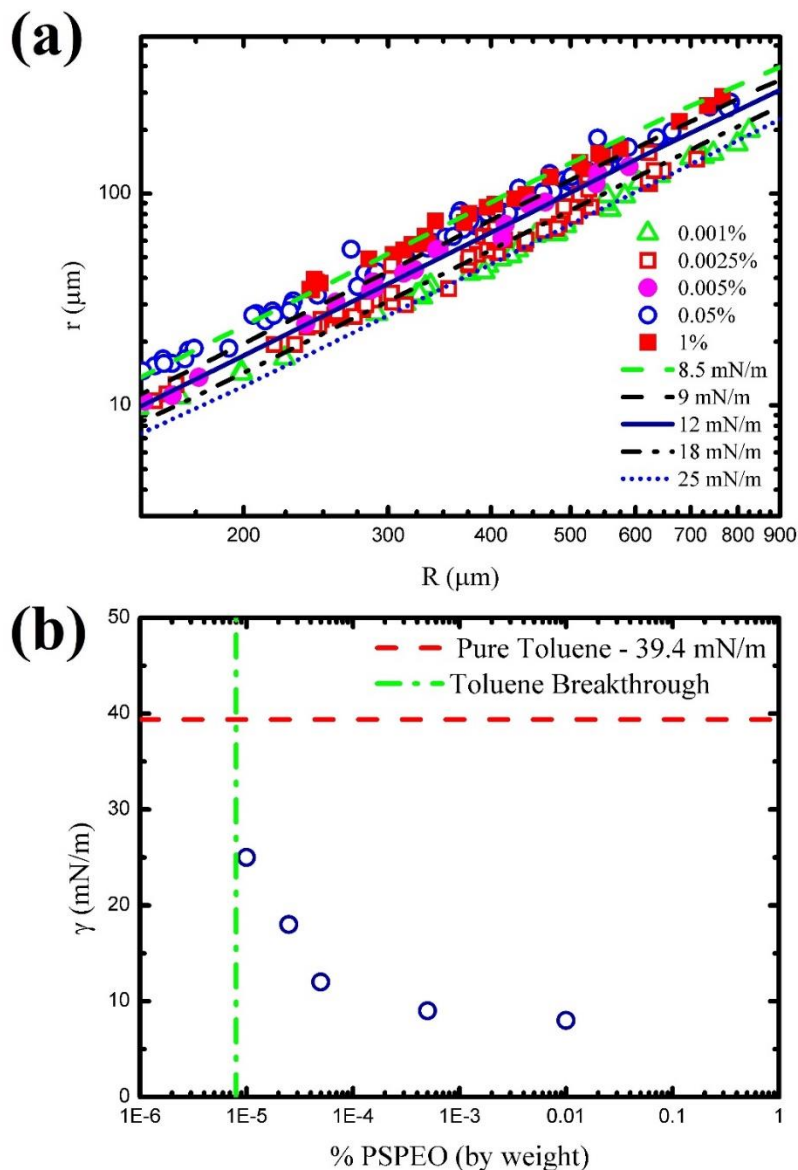 (a)
r (μm)
100
10
0.001%
0.0025%
0.005%
0.05%
1%
8.5 mN/m
9 mN/m
12 mN/m
18 mN/m
25 mN/m
200 300 400 500 600 700 800 900
R (μm)
(b)
γ (mN/m)
50
40
30
20
10
0
Pure Toluene - 39.4 mN/m
Toluene Breakthrough
1E-6 1E-5 1E-4 1E-3 0.01 0.1 1
% PSPEO (by weight)